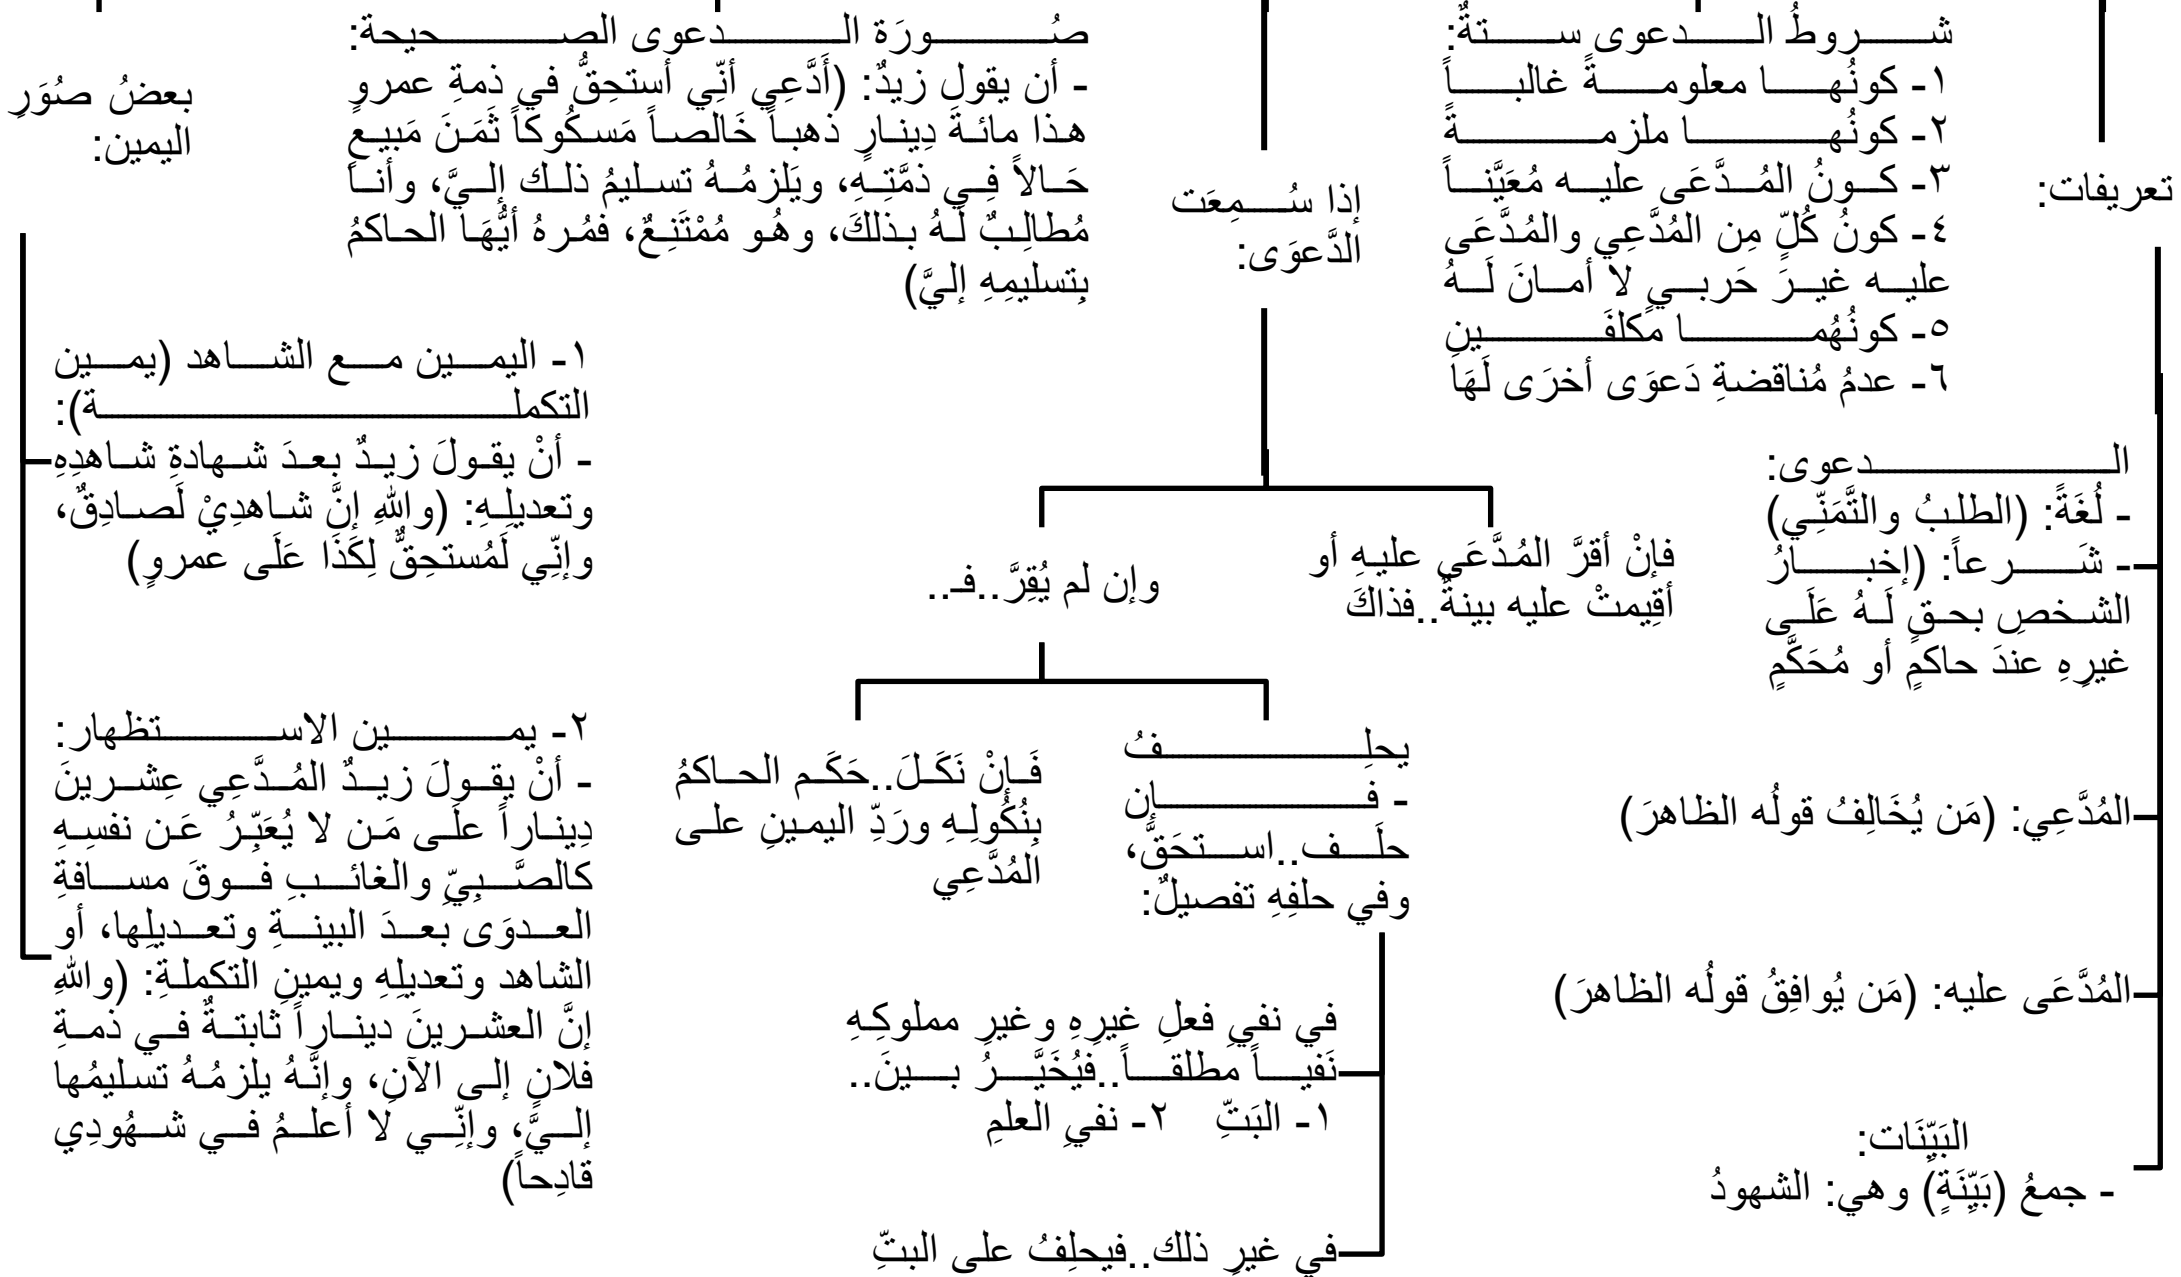 تعريفات:
الـدعوى:
- لُغَةً: (الطلبُ والتَّمَنِّي)
- شَرعاً: (إخبارُ
الشخصِ بحقٍ لَهُ عَلَى
غيرِهِ عندَ حاكمٍ أو مُحَكَّمٍ
المُدَّعِي: (مَن يُخَالِفُ قولُه الظاهرَ)
المُدَّعَى عليه: (مَن يُوافِقُ قولُه الظاهرَ)
البَيِّنَات:
- جمعُ (بَيِّنَةٍ) وهي: الشهودُ
شروطُ الدعوى ستةٌ:
١- كونُها معلومةً غالباً
٢- كونُها ملزمةً
٣- كونُ المُدَّعَى عليه مُعَيَّناً
٤- كونُ كُلٍّ مِن المُدَّعِي والمُدَّعَى
عليه غيرَ حَربيٍ لا أمانَ لَهُ
٥- كونُهُما مكلفَينِ
٦- عدمُ مُناقضةِ دَعوَى أخرَى لَهَا
إذا سُمِعَت
الدَّعوَى:
فإنْ أقرَّ المُدَّعَى عليهِ أو
أقِيمتْ عليه بينةٌ..فذاكَ
وإن لم يُقِرَّ..فـ..
يحلِفُ
- فإن
حلَف..استحَقَّ،
وفي حلفِهِ تفصيلٌ:
في نفيِ فعلِ غيرِهِ وغيرِ مملوكِهِ
نَفياً مطلقاً..فيُخَيَّرُ بينَ..
١- البَتِّ ٢- نفيِ العلمِ
في غيرِ ذلك..فيحلِفُ على البتِّ
فَإنْ نَكَلَ..حَكَم الحاكمُ
بِنُكُولِهِ ورَدِّ اليمينِ على
المُدَّعِي
صُورَة الدعوى الصحيحة:
- أن يقول زيدٌ: (أَدَّعِي أنِّي أستحِقُّ في ذمةِ عمروٍ
هذا مائةَ دِينارٍ ذهباً خَالصاً مَسكُوكاً ثَمَنَ مَبيعٍ
حَالاً فِي ذمَّتِهِ، ويَلزمُهُ تسليمُ ذلك إليَّ، وأنا
مُطالِبٌ لَهُ بذلكَ، وهُو مُمْتَنِعٌ، فمُرهُ أيُّهَا الحاكمُ
بِتسليمِهِ إليَّ)
بعضُ صُوَرِ
اليمين:
١- اليمين مع الشاهد (يمين
التكملة):
- أنْ يقولَ زيدٌ بعدَ شهادةِ شاهدِهِ
وتعديلِهِ: (واللهِ إنَّ شاهدِيْ لَصادِقٌ،
وإنِّي لَمُستحِقٌّ لِكَذَا عَلَى عمروٍ)
٢- يمين الاستظهار:
- أنْ يقولَ زيدٌ المُدَّعِي عِشرينَ
دِيناراً علَى مَن لا يُعَبِّرُ عَن نفسِهِ
كالصَّبِيِّ والغائبِ فوقَ مسافةِ
العدوَى بعدَ البينةِ وتعديلِها، أو
الشاهد وتعديلِهِ ويمينِ التكملةِ: (واللهِ
إنَّ العشرينَ ديناراً ثابتةٌ في ذمةِ
فلانٍ إلى الآنِ، وإنَّهُ يلزمُهُ تسليمُها
إليَّ، وإنِّي لا أعلمُ في شهُودِي
قادِحاً)